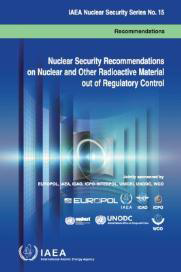 IAEA Nuclear Security Series No. 15
Recommendations
Nuclear Security Recommendations
on Nuclear and Other Radioactive Material
out of Regulatory Control
Jointly sponsored by
EUROPOL, IAEA, ICAO, ICPO-INTERPOL, UNICRI, UNODC, WCO
EUROPOL IAEA ICAO
unicri UNODC WCO
IAEA
International Atomic Energy Agency